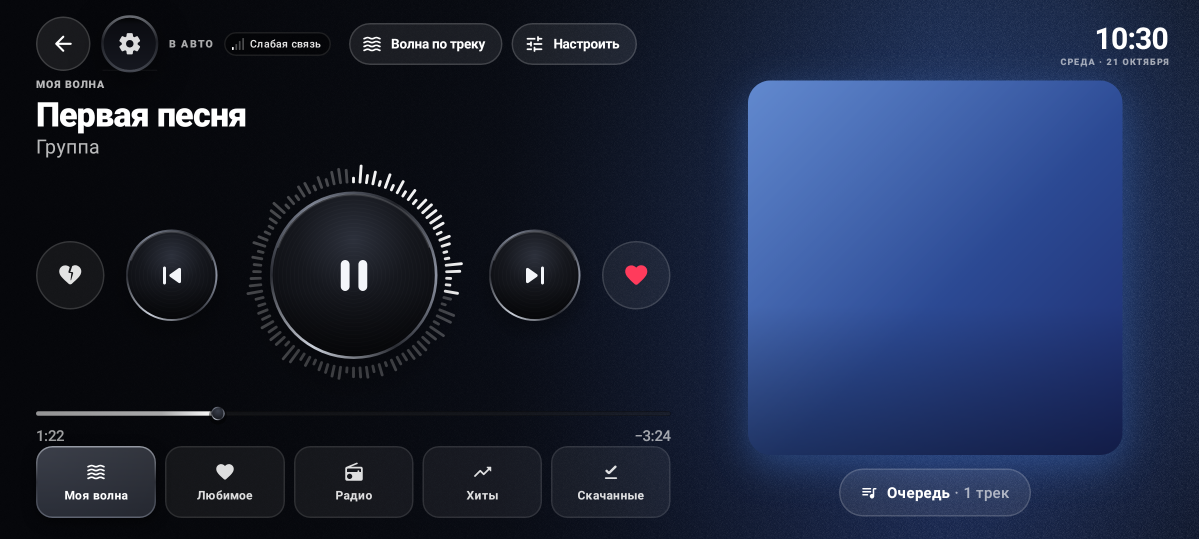 В АВТО
Слабая связь
Волна по треку
Настроить
10:30
СРЕДА · 21 ОКТЯБРЯ
МОЯ ВОЛНА
Первая песня
Группа
1:22
−3:24
Моя волна
Любимое
Радио
Хиты
Скачанные
Очередь · 1 трек